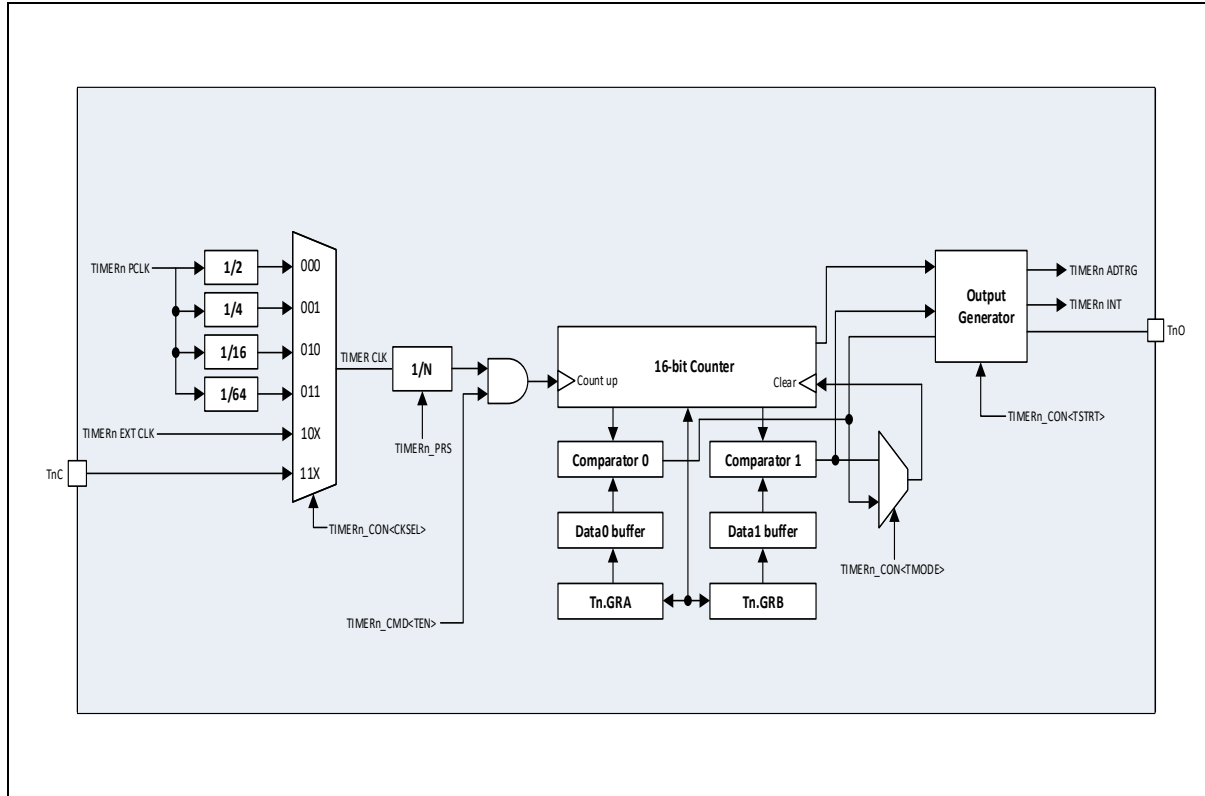 TIMERn PCLK
1/2
000
1/4
001
1/16
010
1/64
011
TIMERn EXT CLK
10X
TnC
11X
TIMERn_CON<CKSEL>
TIMER CLK
1/N
TIMERn_PRS
TIMERn_CMD<TEN>
16-bit Counter
Count up
Clear
Comparator 0
Comparator 1
Data0 buffer
Data1 buffer
Tn.GRA
Tn.GRB
TIMERn_CON<TMODE>
Output
Generator
TIMERn ADTRG
TIMERn INT
TnO
TIMERn_CON<TSTRT>